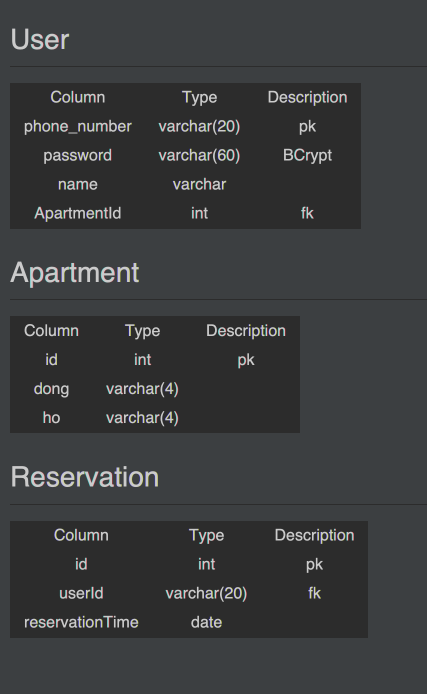 User
Column Type Description
phone_number varchar(20) pk
password varchar(60) BCrypt
name varchar
ApartmentId int fk
Apartment
Column Type Description
id int pk
dong varchar(4)
ho varchar(4)
Reservation
Column Type Description
id int pk
userId varchar(20) fk
reservationTime date